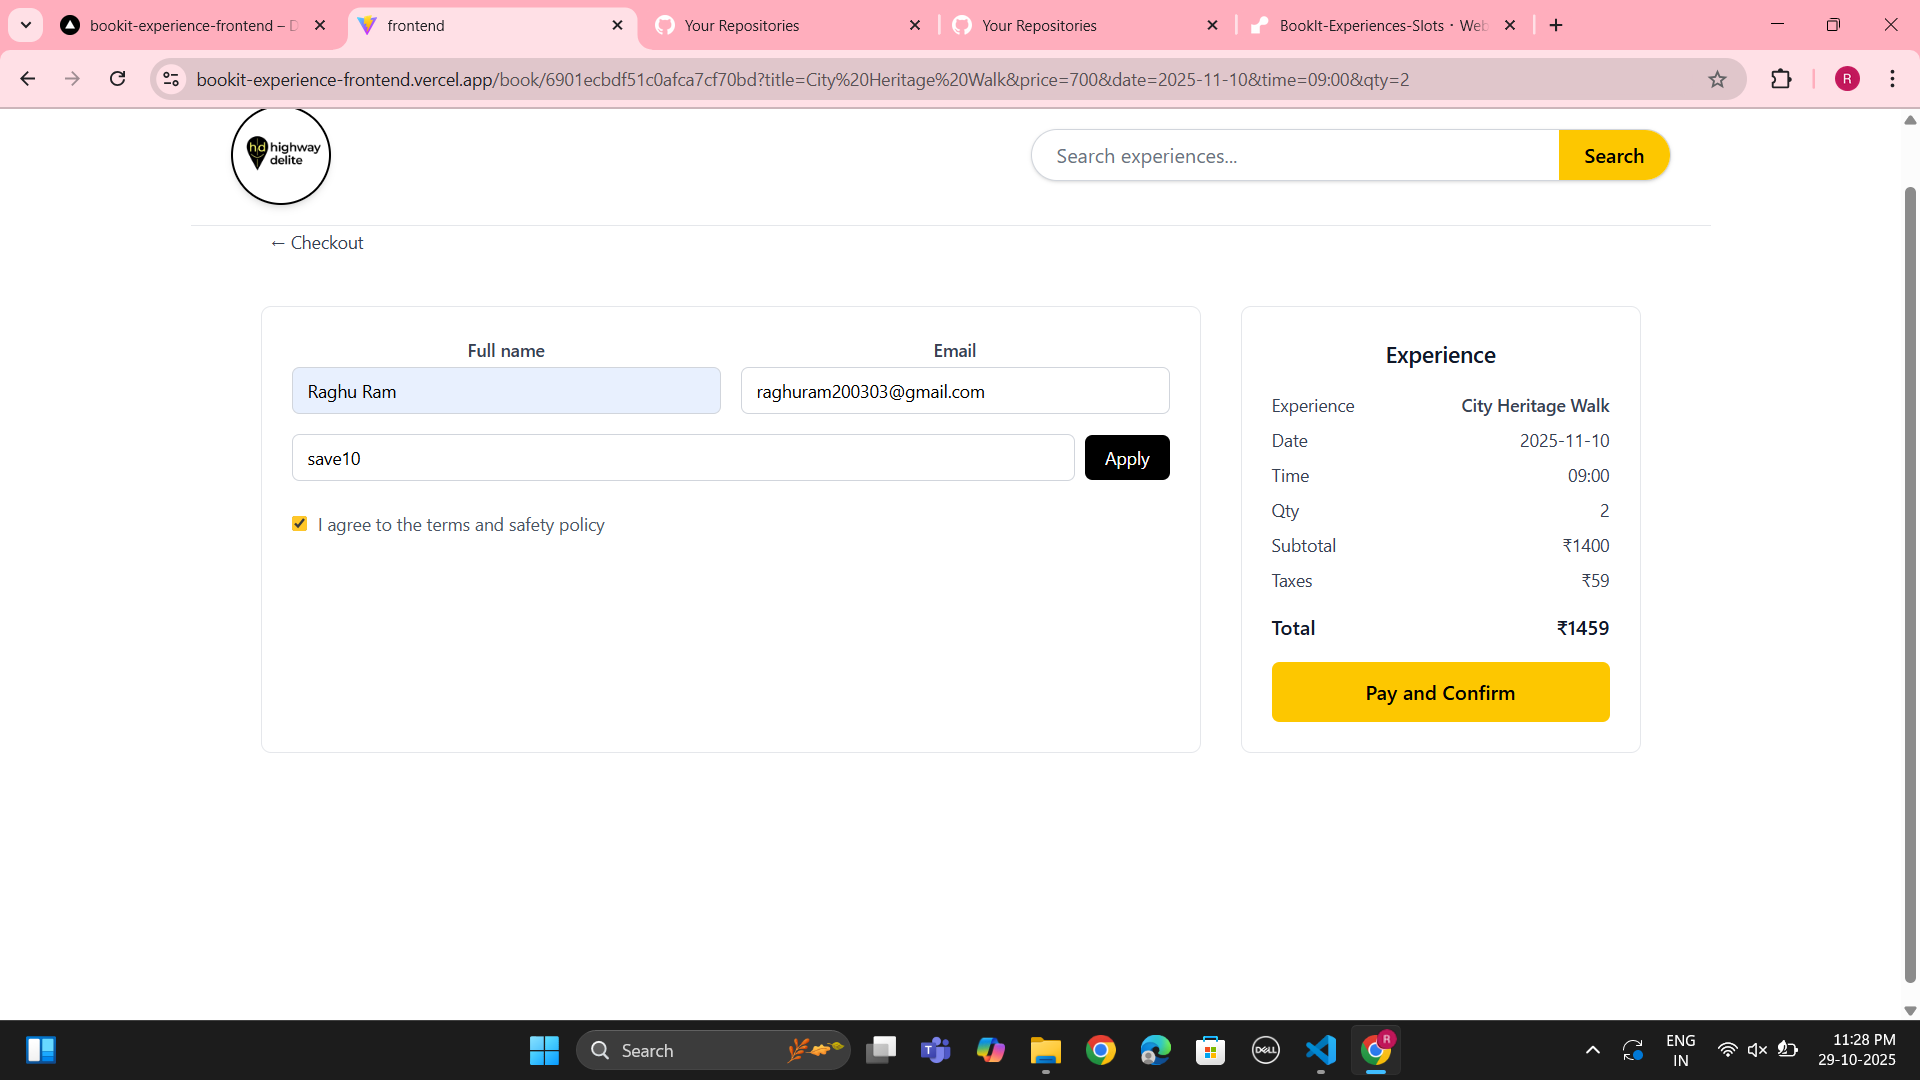 bookit-experience-frontend – D
frontend
Your Repositories
Your Repositories
BookIt-Experiences-Slots · Web
bookit-experience-frontend.vercel.app/book/6901ecbdf51c0afca7cf70bd?title=City%20Heritage%20Walk&price=700&date=2025-11-10&time=09:00&qty=2
R
hd highway
delite
Search experiences...
Search
← Checkout
Full name
Email
Raghu Ram
raghuram200303@gmail.com
save10
Apply
I agree to the terms and safety policy
Experience
Experience City Heritage Walk
Date 2025-11-10
Time 09:00
Qty 2
Subtotal ₹1400
Taxes ₹59
Total ₹1459
Pay and Confirm
Search
DELL
R
ENG
IN
11:28 PM
29-10-2025